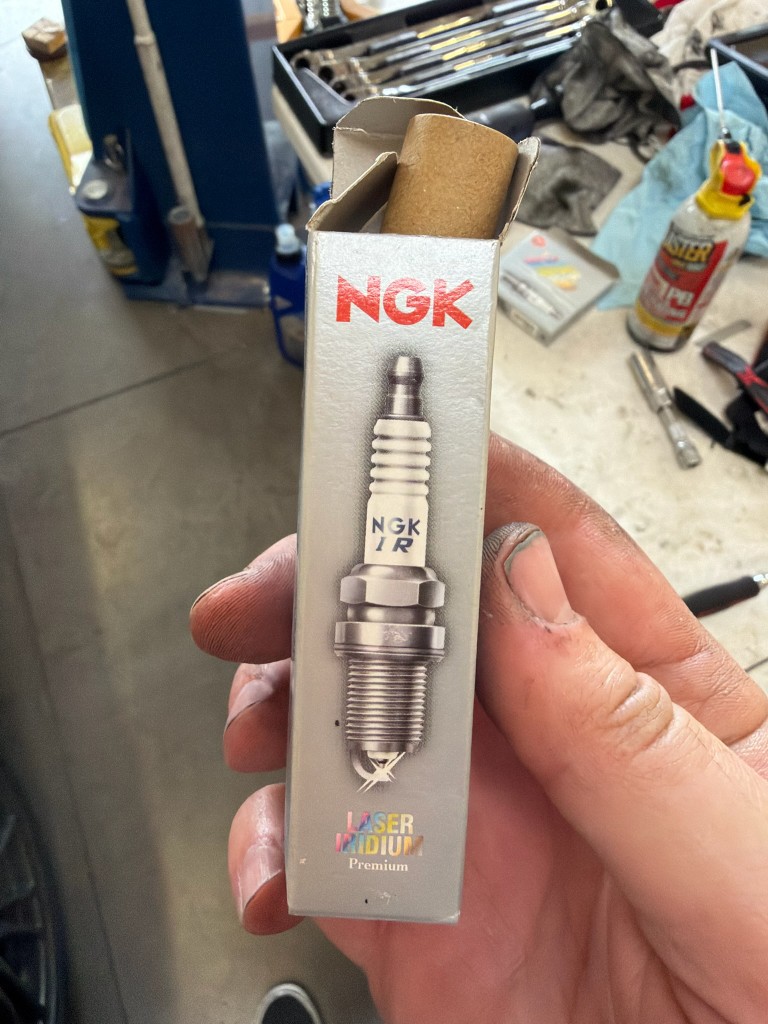 NGK
NGK
IR
LASER
IRIDIUM
Premium